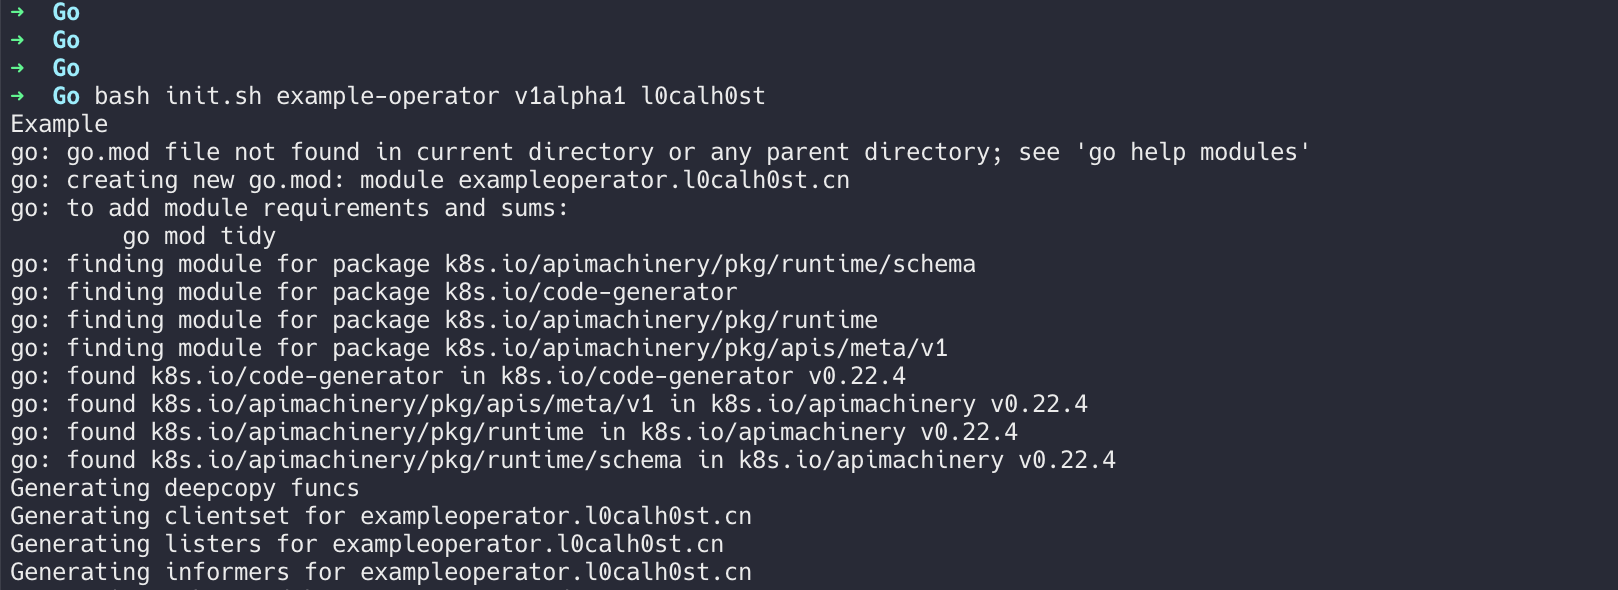 → Go
→ Go
→ Go
→ Go bash init.sh example-operator v1alpha1 l0calh0st
Example
go: go.mod file not found in current directory or any parent directory; see 'go help modules'
go: creating new go.mod: module exampleoperator.l0calh0st.cn
go: to add module requirements and sums:
go mod tidy
go: finding module for package k8s.io/apimachinery/pkg/runtime/schema
go: finding module for package k8s.io/code-generator
go: finding module for package k8s.io/apimachinery/pkg/runtime
go: finding module for package k8s.io/apimachinery/pkg/apis/meta/v1
go: found k8s.io/code-generator in k8s.io/code-generator v0.22.4
go: found k8s.io/apimachinery/pkg/apis/meta/v1 in k8s.io/apimachinery v0.22.4
go: found k8s.io/apimachinery/pkg/runtime in k8s.io/apimachinery v0.22.4
go: found k8s.io/apimachinery/pkg/runtime/schema in k8s.io/apimachinery v0.22.4
Generating deepcopy funcs
Generating clientset for exampleoperator.l0calh0st.cn
Generating listers for exampleoperator.l0calh0st.cn
Generating informers for exampleoperator.l0calh0st.cn